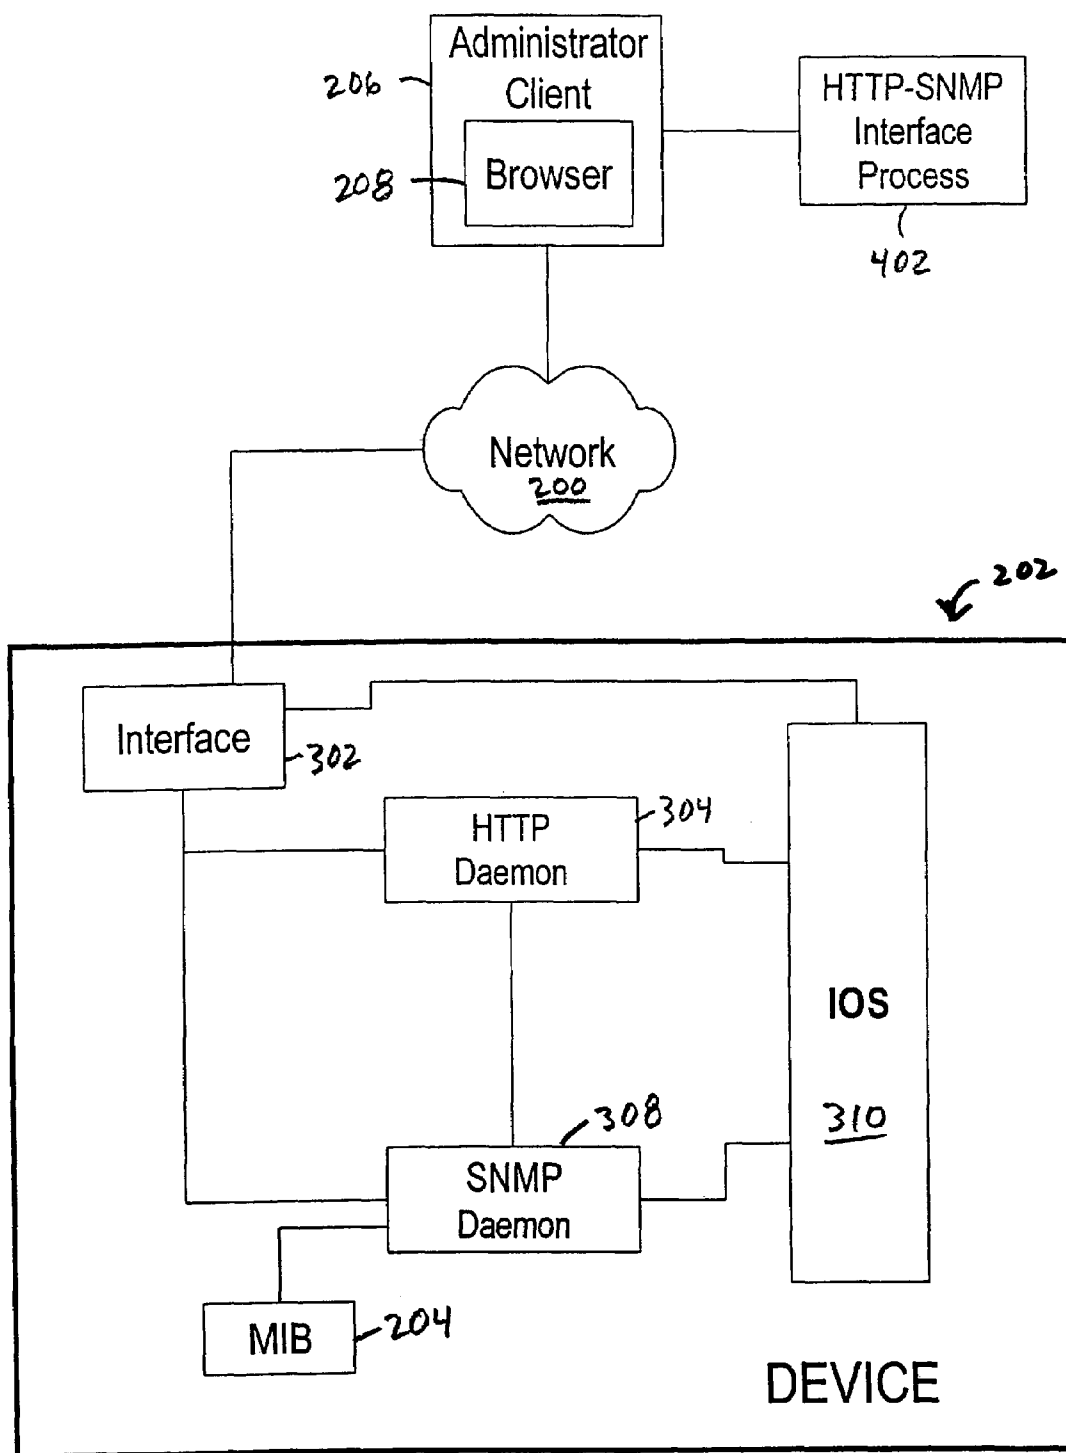 Administrator
Client
206
Browser
208
HTTP-SNMP
Interface
Process
402
Network
200
202
Interface
302
HTTP
Daemon
304
IOS
310
308
SNMP
Daemon
MIB
204
DEVICE